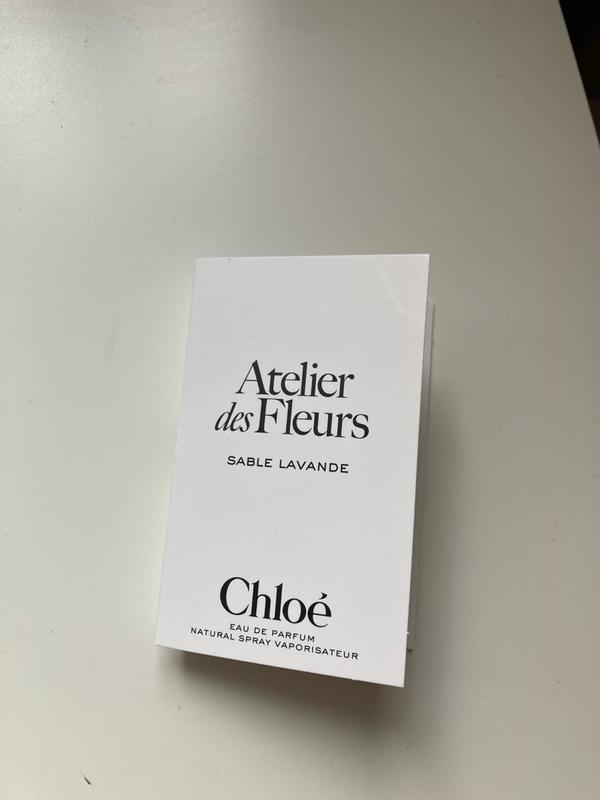 Atelier
des Fleurs
SABLE LAVANDE
Chloé
EAU DE PARFUM
NATURAL SPRAY VAPORISATEUR